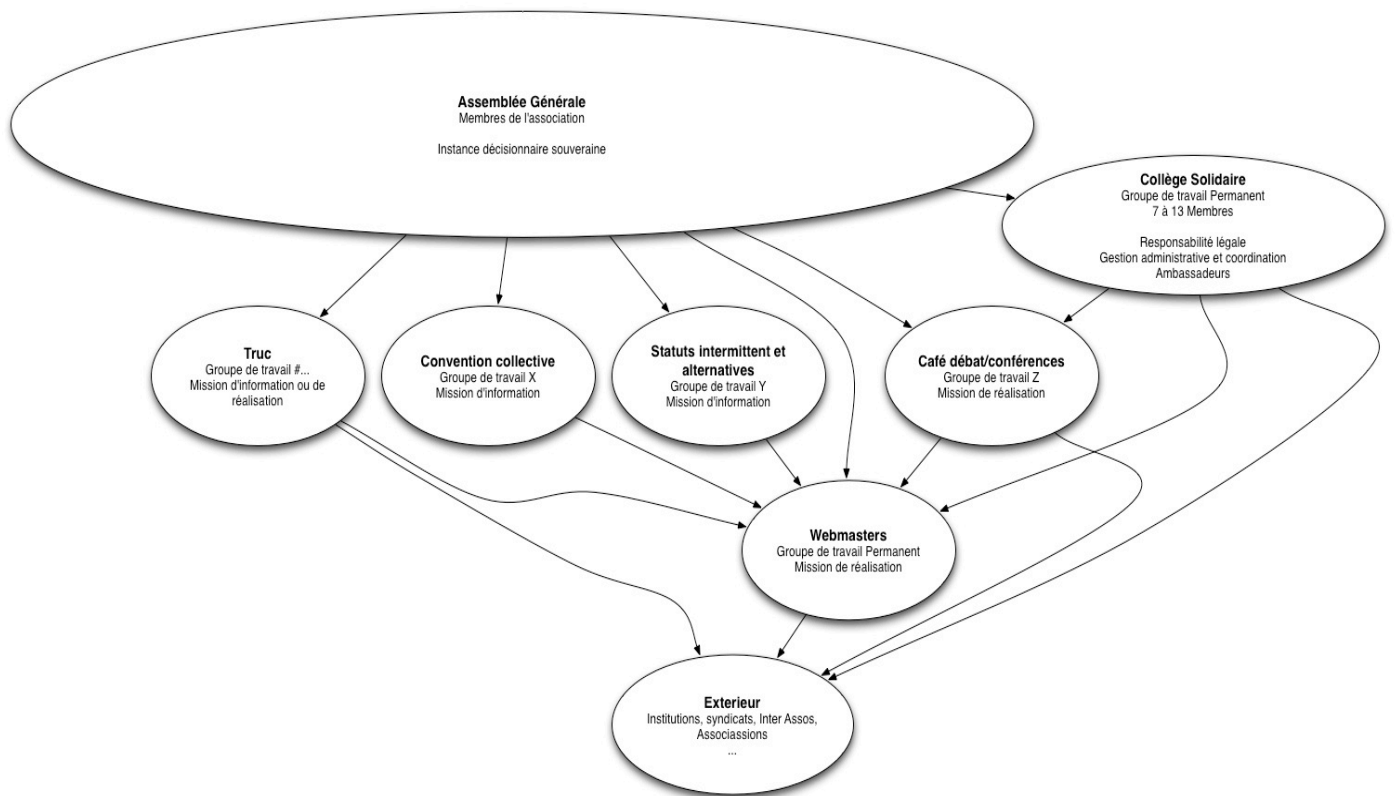 Assemblée Générale
Membres de l'association
Instance décisionnaire souveraine
Collège Solidaire
Groupe de travail Permanent
7 à 13 Membres
Responsabilité légale
Gestion administrative et coordination
Ambassadeurs
Truc
Groupe de travail #...
Mission d'information ou de
réalisation
Convention collective
Groupe de travail X
Mission d'information
Statuts intermittent et
alternatives
Groupe de travail Y
Mission d'information
Café débat/conférences
Groupe de travail Z
Mission de réalisation
Webmasters
Groupe de travail Permanent
Mission de réalisation
Exterieur
Institutions, syndicats, Inter Assos,
Associassions
...